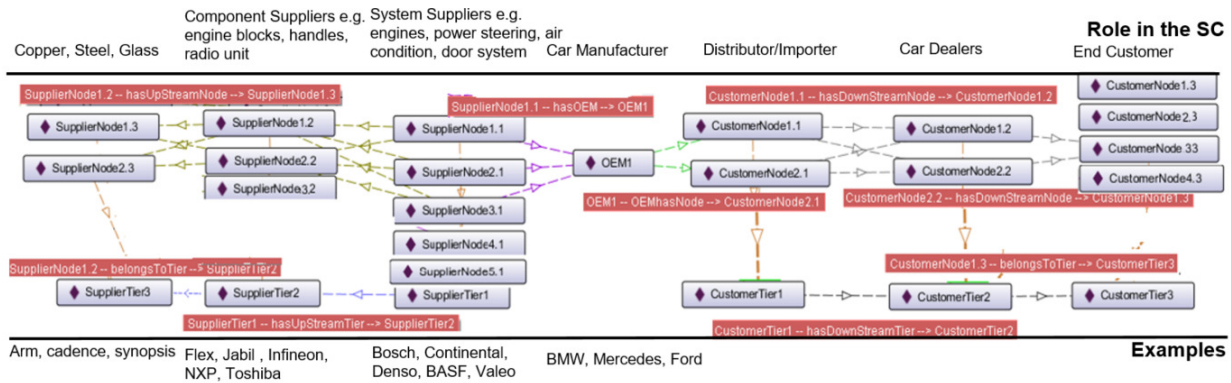 Role in the SC
Copper, Steel, Glass
Component Suppliers e.g.
engine blocks, handles,
radio unit
System Suppliers e.g.
engines, power steering, air
condition, door system
Car Manufacturer
Distributor/Importer
Car Dealers
End Customer
SupplierNode1.2 -- hasUpStreamNode --> SupplierNode1.3
SupplierNode1.1 -- hasOEM --> OEM1
CustomerNode1.1 -- hasDownStreamNode --> CustomerNode1.2
SupplierNode1.3
SupplierNode2.3
SupplierNode1.2
SupplierNode2.2
SupplierNode3,2
SupplierNode1.1
SupplierNode2.1
SupplierNode3.1
SupplierNode4.1
SupplierNode5.1
OEM1
CustomerNode1.1
CustomerNode2.1
CustomerNode1.2
CustomerNode2.2
CustomerNode1.3
CustomerNode2.3
CustomerNode 33
CustomerNode4.3
OEM1 -- OEMhasNode --> CustomerNode2.1
CustomerNode2.2 -- hasDownStreamNode --> CustomerNode1.3
SupplierNode1.2 -- belongsToTier --> SupplierTier2
CustomerNode1.3 -- belongsToTier --> CustomerTier3
SupplierTier3
SupplierTier2
SupplierTier1
CustomerTier1
CustomerTier2
CustomerTier3
SupplierTier1 -- hasUpStreamTier --> SupplierTier2
CustomerTier1 -- hasDownStreamTier --> CustomerTier2
Examples
Arm, cadence, synopsis
Flex, Jabil , Infineon,
NXP, Toshiba
Bosch, Continental,
Denso, BASF, Valeo
BMW, Mercedes, Ford